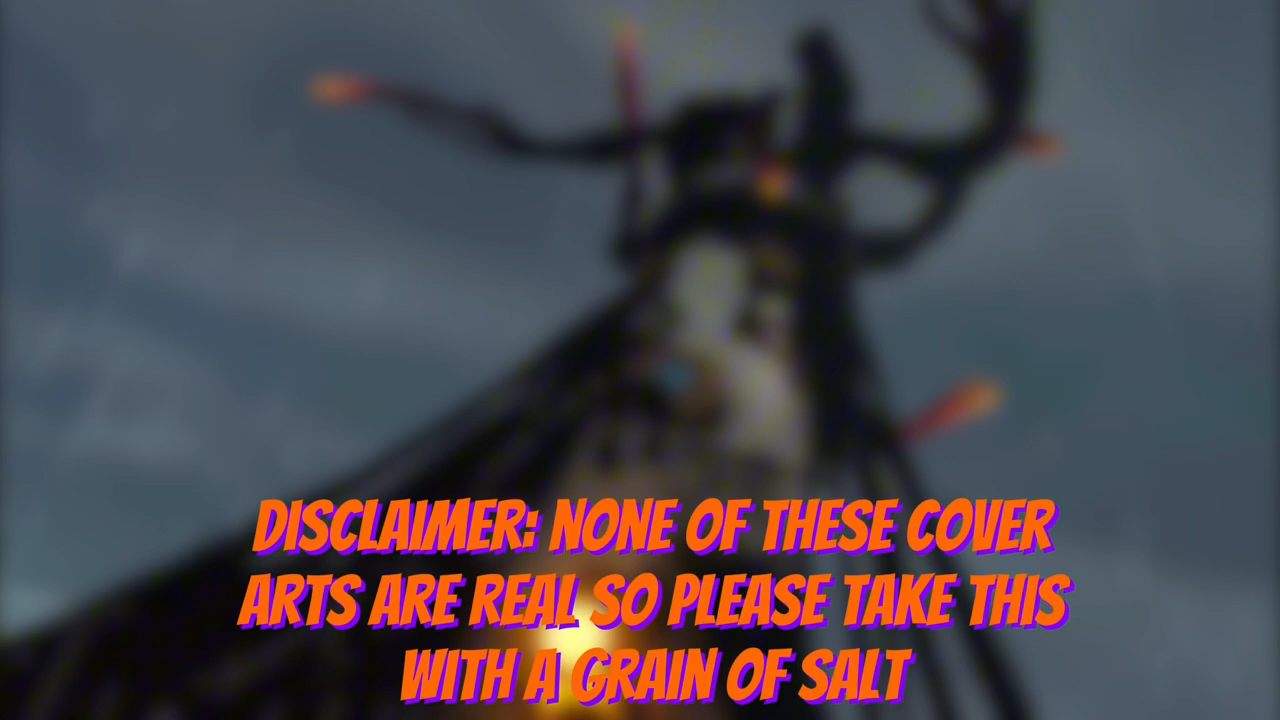 DISCLAIMER: NONE OF THESE COVER
ARTS ARE REAL SO PLEASE TAKE THIS
WITH A GRAIN OF SALT